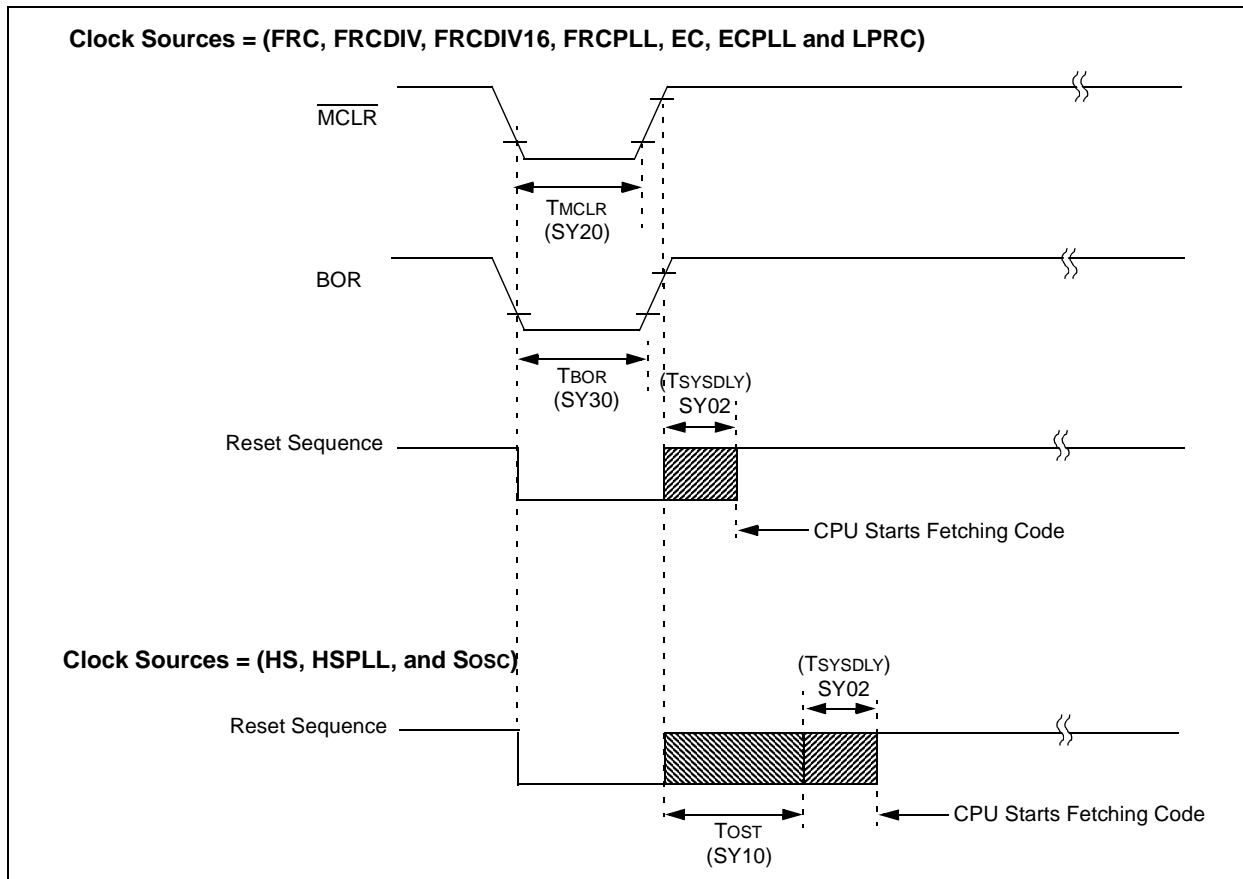 Clock Sources = (FRC, FRCDIV, FRCDIV16, FRCPLL, EC, ECPLL and LPRC)
MCLR
TMCLR
(SY20)
BOR
TBOR
(SY30)
(TSYSDLY)
SY02
Reset Sequence
CPU Starts Fetching Code
Clock Sources = (HS, HSPLL, and SOSC)
(TSYSDLY)
SY02
Reset Sequence
CPU Starts Fetching Code
TOST
(SY10)